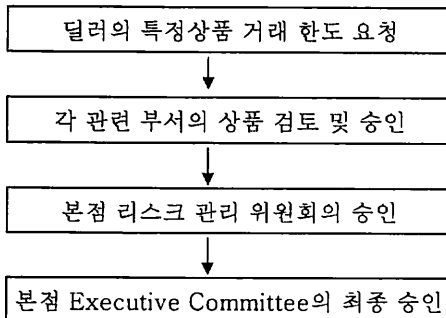 딜러의 특정상품 거래 한도 요청
각 관련 부서의 상품 검토 및 승인
본점 리스크 관리 위원회의 승인
본점 Executive Committee의 최종 승인